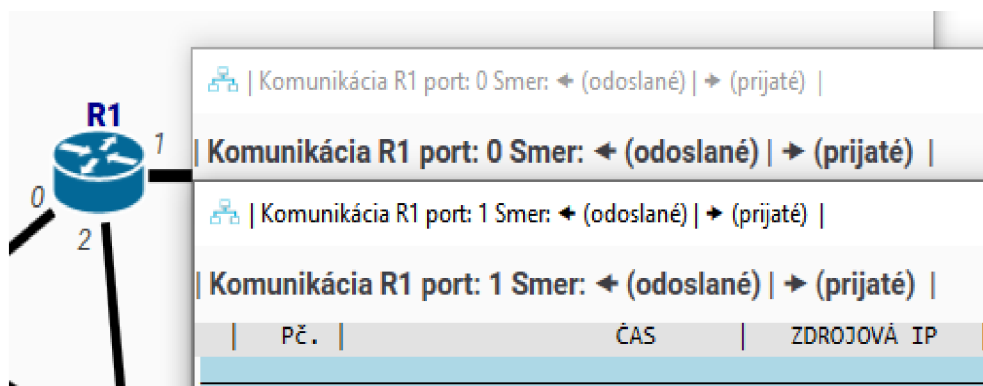 | Komunikácia R1 port: 0 Smer: 🡨 (odoslané) | 🡪 (prijaté) |
R1
1
| Komunikácia R1 port: 0 Smer: 🡨 (odoslané) | 🡪 (prijaté) |
0
2
| Komunikácia R1 port: 1 Smer: 🡨 (odoslané) | 🡪 (prijaté) |
| Komunikácia R1 port: 1 Smer: 🡨 (odoslané) | 🡪 (prijaté) |
| Pč. | ČAS | ZDROJOVÁ IP |